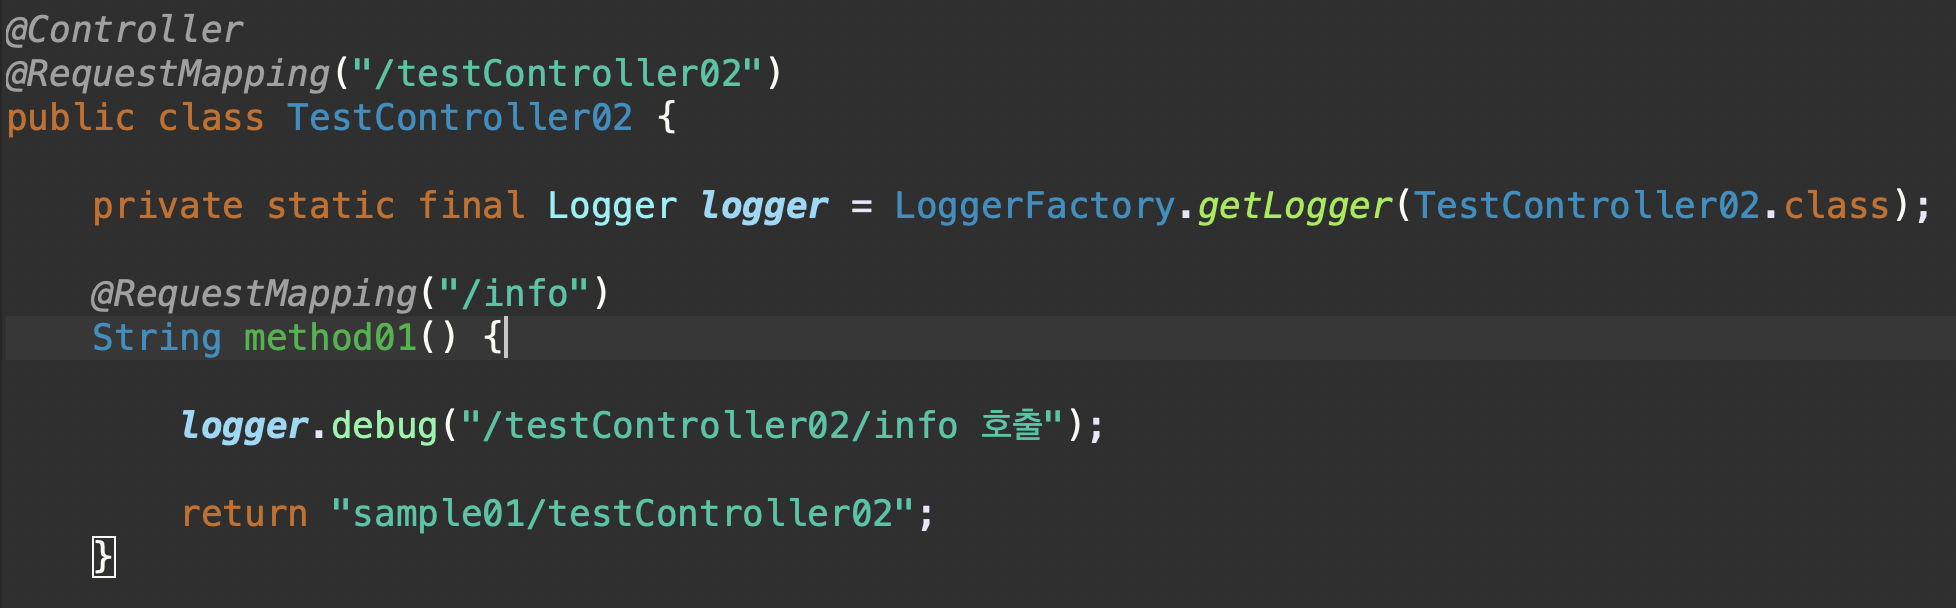 @Controller
@RequestMapping("/testController02")
public class TestController02 {
private static final Logger logger = LoggerFactory.getLogger(TestController02.class);
@RequestMapping("/info")
String method01() {
logger.debug("/testController02/info 호출");
return "sample01/testController02";
}